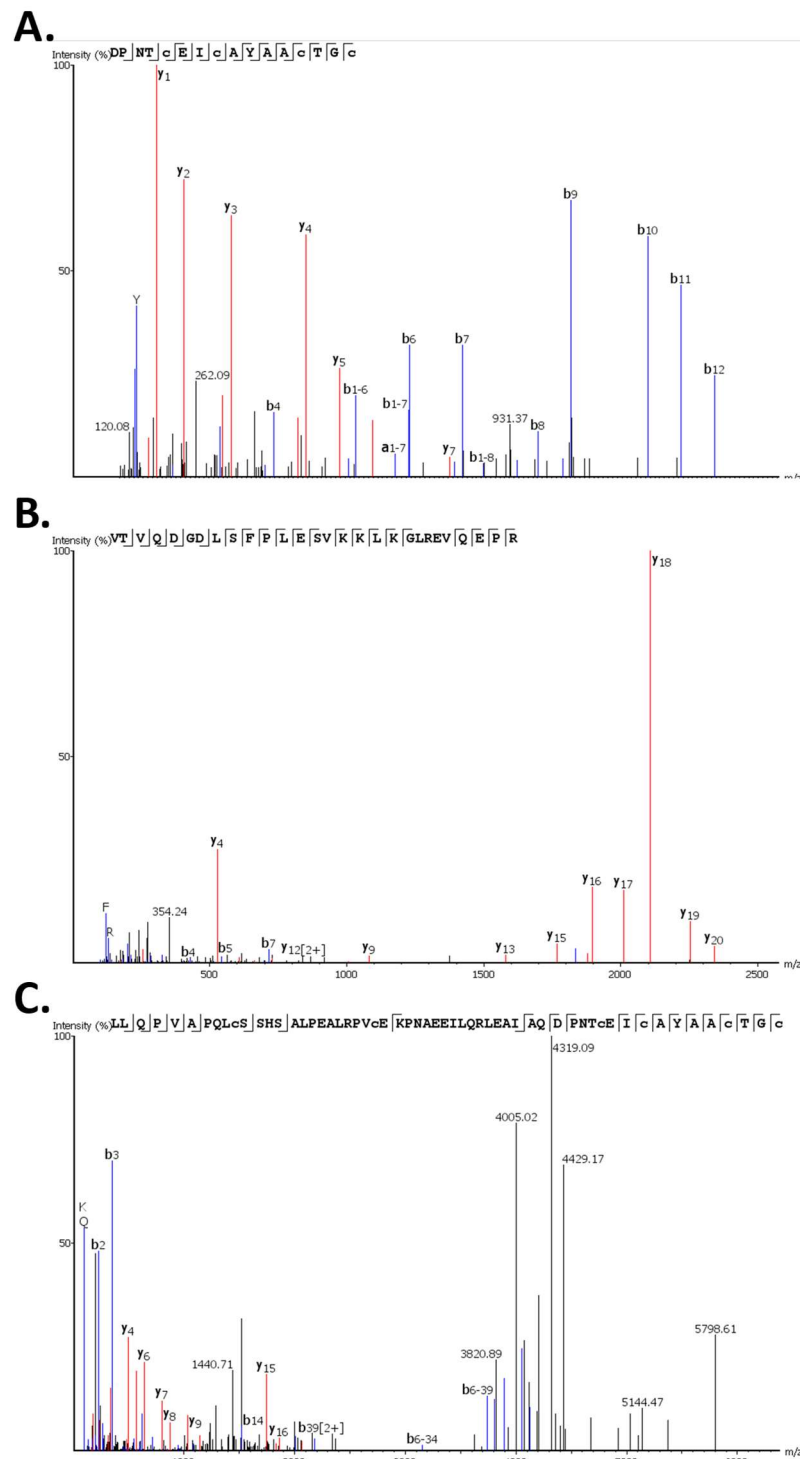 A.
Intensity (%) DPNTcEIcAYAAcTGc
100
y1
y2
y3
b9
y4
b10
50
b11
Y
b6
b7
y5
b12
262.09
b1-6
b1-7
b4
931.37
120.08
b8
a1-7
y7
b1-8
B.
Intensity (%) VTVQDGDLSFPLESVKKLKGLREVQEPR
100
y18
50
y4
y16
y17
F
354.24
y19
R
b4
b5
b7
y12[2+]
y9
y13
y15
y20
500 1000 1500 2000 2500 m/z
C.
Intensity (%) LLQPVAPQLcSSHSALPEALRPVcEKPNAEEILQRLEAIAQDPNTcEIcAYAAcTGc
100
4319.09
4005.02
b3
4429.17
K
Q
50
b2
y4
5798.61
y6
3820.89
1440.71
y15
y7
b6-39
5144.47
y8
y9
b14
y16
b39[2+]
b6-34